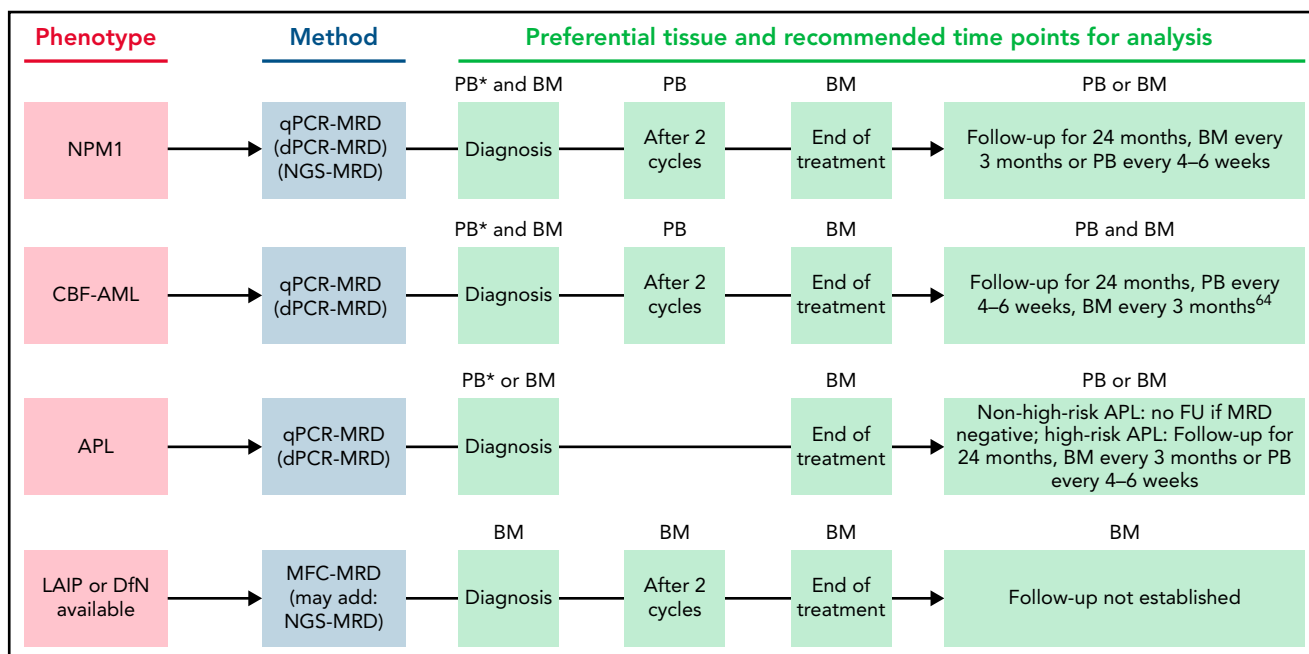 Phenotype
Method
Preferential tissue and recommended time points for analysis
PB* and BM
PB
BM
PB or BM
NPM1
qPCR-MRD
(dPCR-MRD)
(NGS-MRD)
Diagnosis
After 2
cycles
End of
treatment
Follow-up for 24 months, BM every
3 months or PB every 4–6 weeks
PB* and BM
PB
BM
PB and BM
CBF-AML
qPCR-MRD
(dPCR-MRD)
Diagnosis
After 2
cycles
End of
treatment
Follow-up for 24 months, PB every
4–6 weeks, BM every 3 months⁶⁴
PB* or BM
BM
PB or BM
APL
qPCR-MRD
(dPCR-MRD)
Diagnosis
End of
treatment
Non-high-risk APL: no FU if MRD
negative; high-risk APL: Follow-up for
24 months, BM every 3 months or PB
every 4–6 weeks
BM
BM
BM
BM
LAIP or DfN
available
MFC-MRD
(may add:
NGS-MRD)
Diagnosis
After 2
cycles
End of
treatment
Follow-up not established